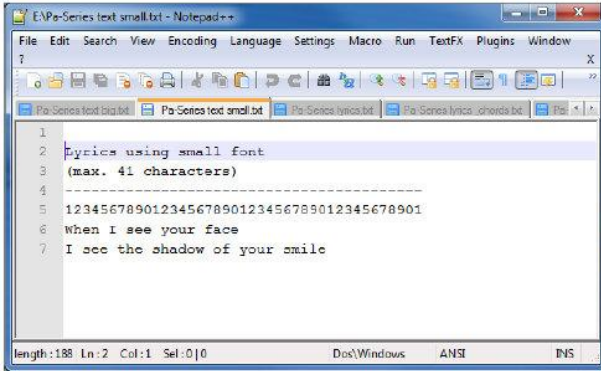 E:\Pa-Series text small.txt - Notepad++
File Edit Search View Encoding Language Settings Macro Run TextFX Plugins Window
? X
Pa-Series text big.txt Pa-Series text small.txt Pa-Series lyrics.txt Pa-Series lyrics_chords.txt Pa-
1
2 Lyrics using small font
3 (max. 41 characters)
4 -----------------------------------------
5 12345678901234567890123456789012345678901
6 When I see your face
7 I see the shadow of your smile
length : 188 Ln : 2 Col : 1 Sel : 0 | 0 Dos\Windows ANSI INS